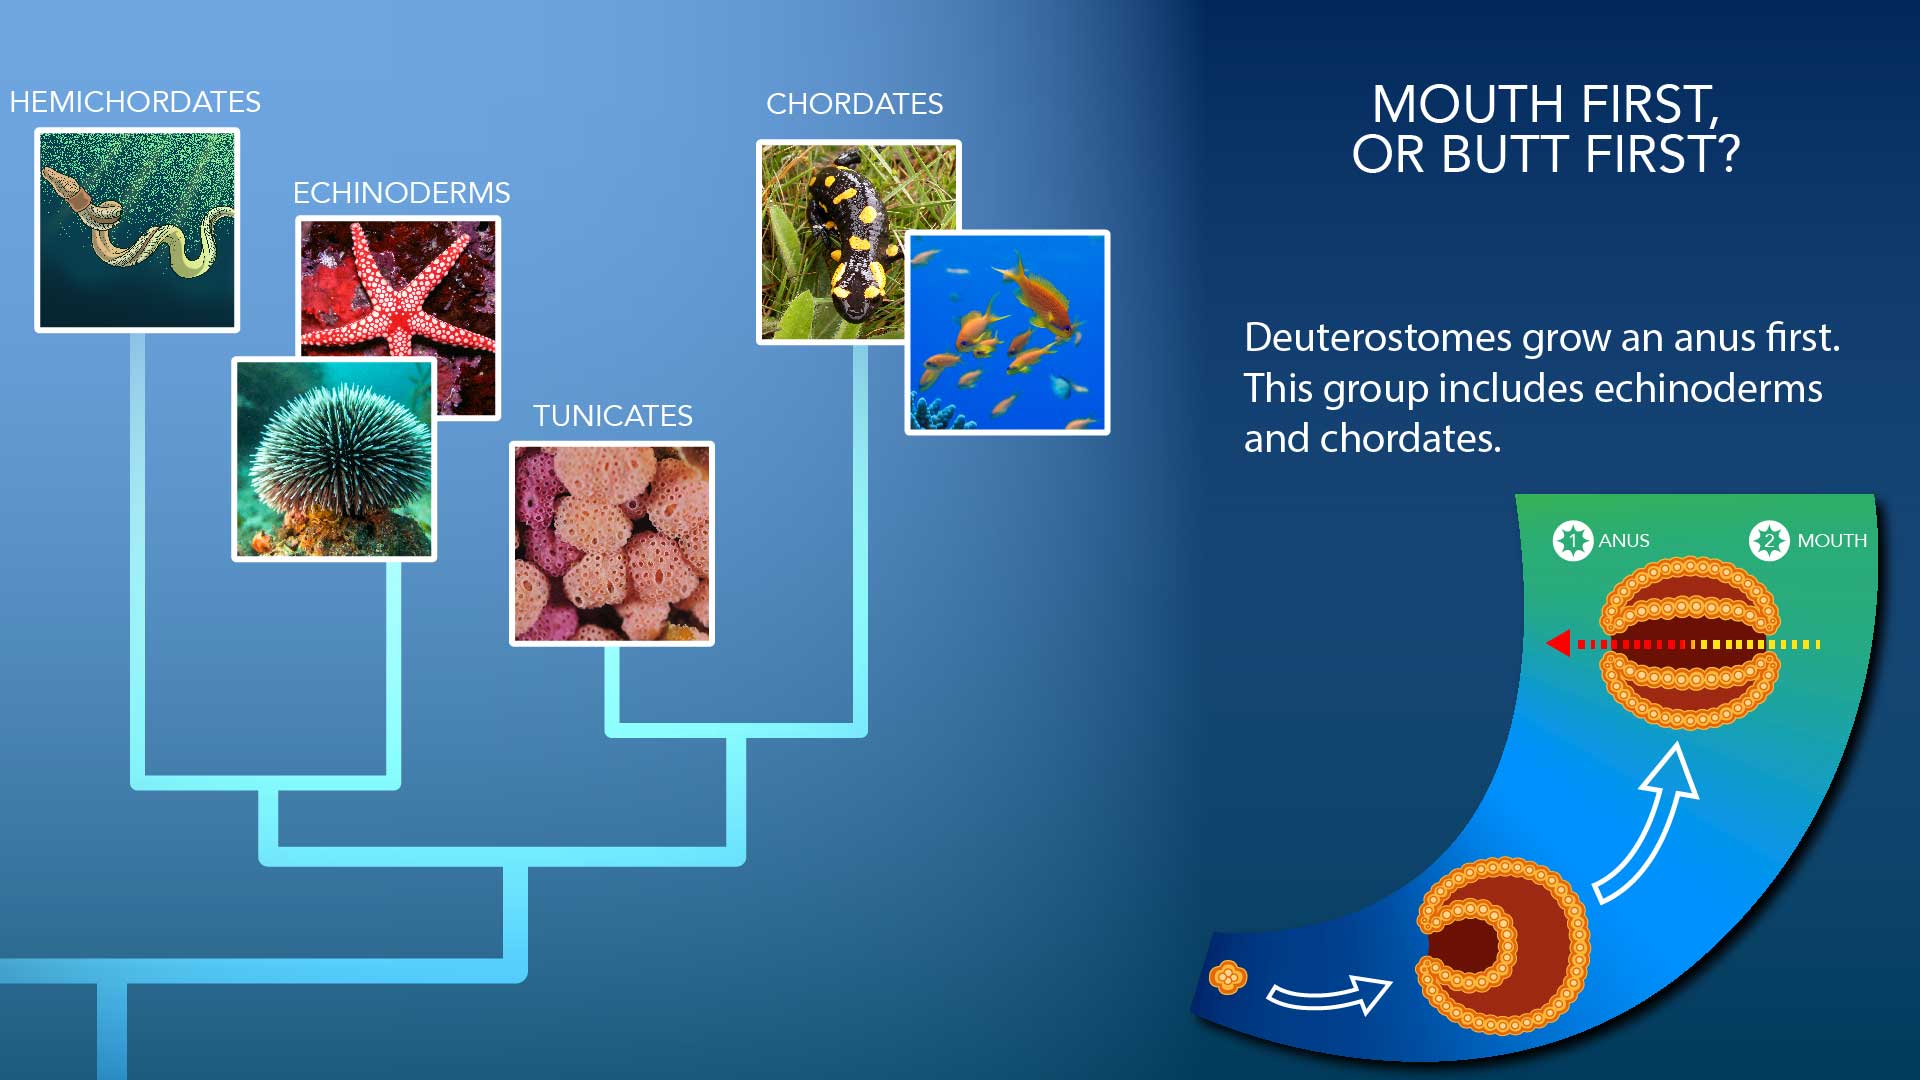 HEMICHORDATES
ECHINODERMS
TUNICATES
CHORDATES
MOUTH FIRST,
OR BUTT FIRST?
Deuterostomes grow an anus first.
This group includes echinoderms
and chordates.
1 ANUS
2 MOUTH